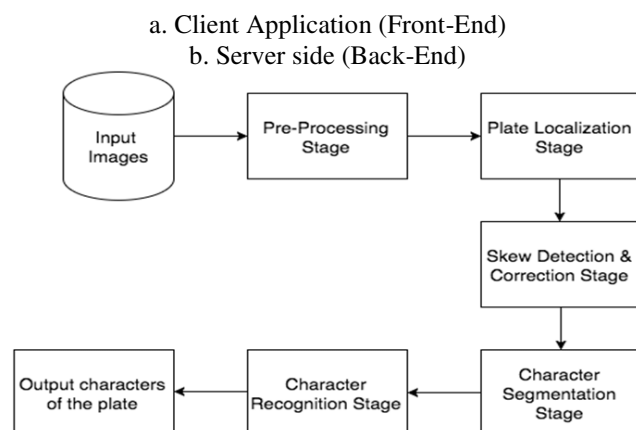 a. Client Application (Front-End)
b. Server side (Back-End)
Input
Images
Pre-Processing
Stage
Plate Localization
Stage
Skew Detection &
Correction Stage
Character
Segmentation
Stage
Character
Recognition Stage
Output characters
of the plate